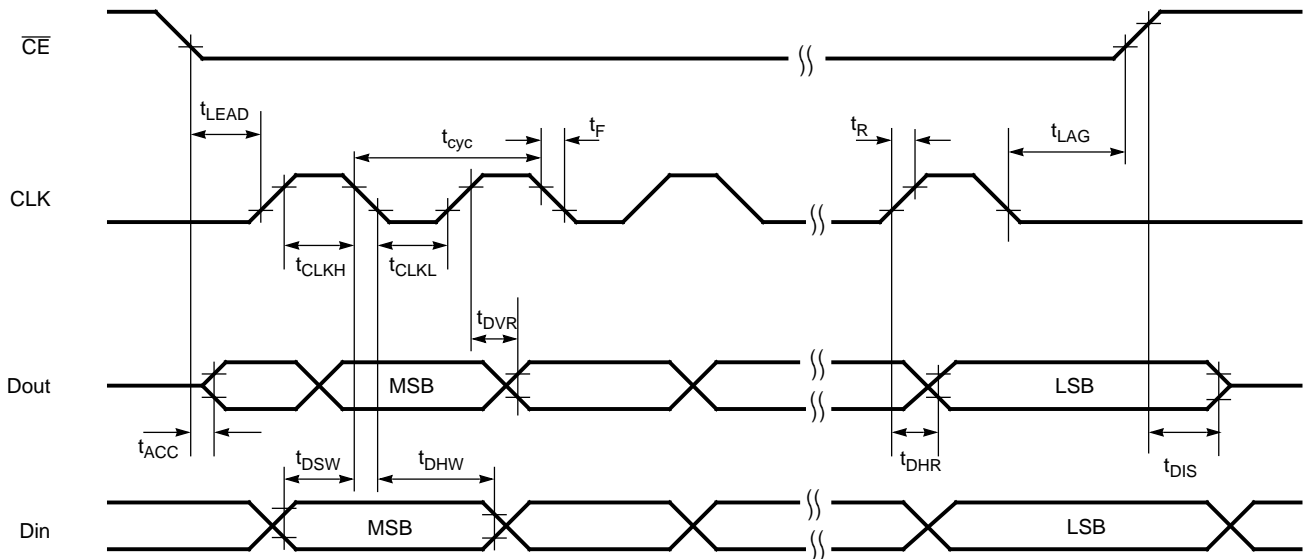 CE
tLEAD
tcyc
tF
tR
tLAG
CLK
tCLKH
tCLKL
tDVR
Dout
MSB
LSB
tACC
tDSW
tDHW
tDHR
tDIS
Din
MSB
LSB